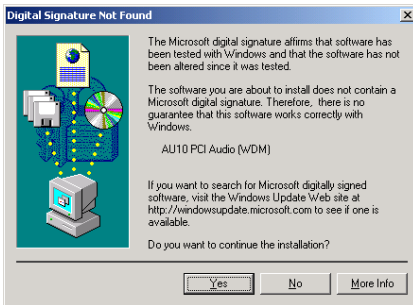 Digital Signature Not Found
The Microsoft digital signature affirms that software has
been tested with Windows and that the software has not
been altered since it was tested.
The software you are about to install does not contain a
Microsoft digital signature. Therefore, there is no
guarantee that this software works correctly with
Windows.
AU10 PCI Audio (WDM)
If you want to search for Microsoft digitally signed
software, visit the Windows Update Web site at
http://windowsupdate.microsoft.com to see if one is
available.
Do you want to continue the installation?
Yes No More Info